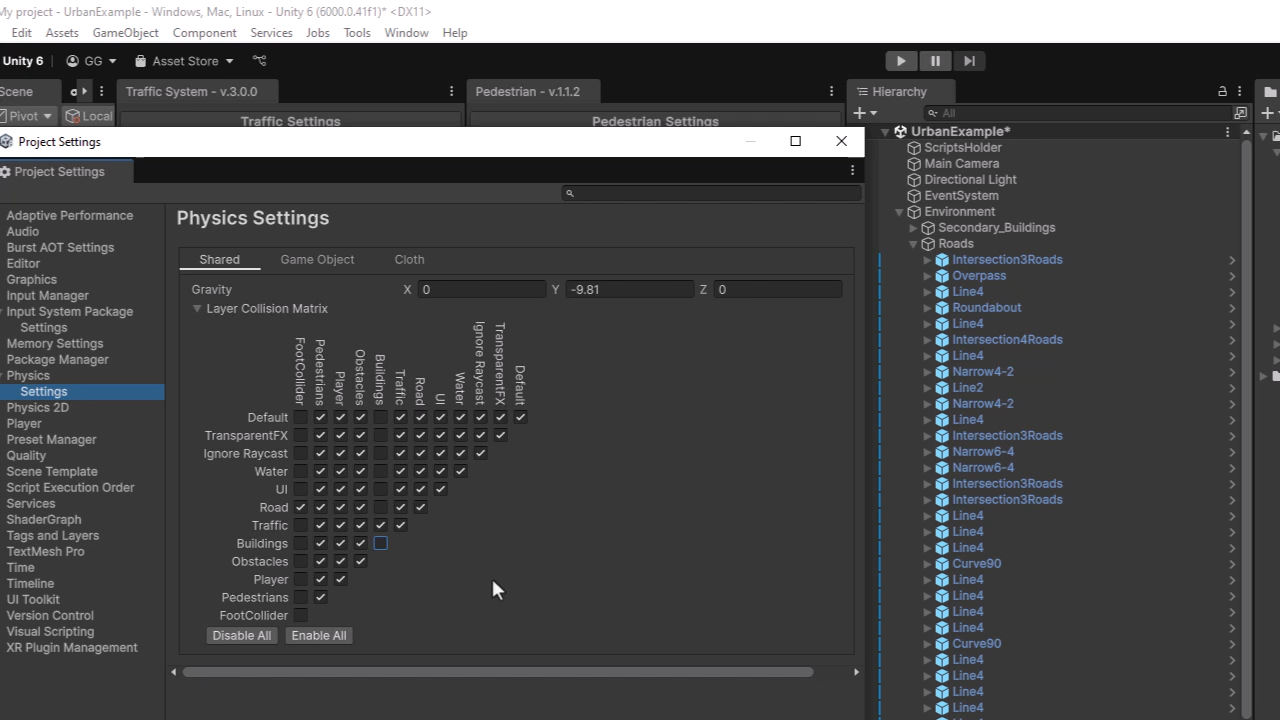 My project - UrbanExample - Windows, Mac, Linux - Unity 6 (6000.0.41f1)* <DX11>
Edit Assets GameObject Component Services Jobs Tools Window Help
Unity 6 GG Asset Store
Scene Traffic System - v.3.0.0 Pedestrian - v.1.1.2 Hierarchy
Pivot Local Traffic Settings Pedestrian Settings All
Project Settings
Project Settings
Adaptive Performance
Audio
Burst AOT Settings
Editor
Graphics
Input Manager
Input System Package
Settings
Memory Settings
Package Manager
Physics
Settings
Physics 2D
Player
Preset Manager
Quality
Scene Template
Script Execution Order
Services
ShaderGraph
Tags and Layers
TextMesh Pro
Time
Timeline
UI Toolkit
Version Control
Visual Scripting
XR Plugin Management
Physics Settings
Shared Game Object Cloth
Gravity X 0 Y -9.81 Z 0
Layer Collision Matrix
FootCollider
Pedestrians
Player
Obstacles
Buildings
Traffic
Road
UI
Water
Ignore Raycast
TransparentFX
Default
Default
TransparentFX
Ignore Raycast
Water
UI
Road
Traffic
Buildings
Obstacles
Player
Pedestrians
FootCollider
Disable All Enable All
UrbanExample*
ScriptsHolder
Main Camera
Directional Light
EventSystem
Environment
Secondary_Buildings
Roads
Intersection3Roads
Overpass
Line4
Roundabout
Line4
Intersection4Roads
Line4
Narrow4-2
Line2
Narrow4-2
Line4
Intersection3Roads
Narrow6-4
Narrow6-4
Intersection3Roads
Intersection3Roads
Line4
Line4
Line4
Curve90
Line4
Line4
Line4
Line4
Curve90
Line4
Line4
Line4
Line4